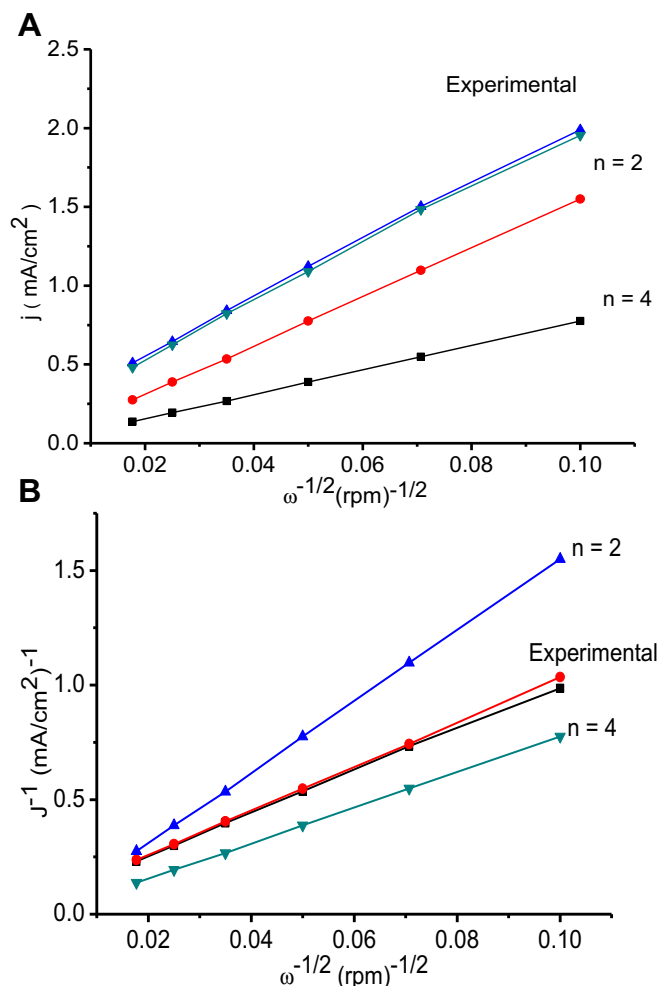 A
2.5
2.0
1.5
1.0
0.5
0.0
j ( mA/cm²)
Experimental
n = 2
n = 4
0.02 0.04 0.06 0.08 0.10
ω⁻¹/²(rpm)⁻¹/²
B
1.5
1.0
0.5
0.0
J⁻¹ (mA/cm²)⁻¹
n = 2
Experimental
n = 4
0.02 0.04 0.06 0.08 0.10
ω⁻¹/² (rpm)⁻¹/²